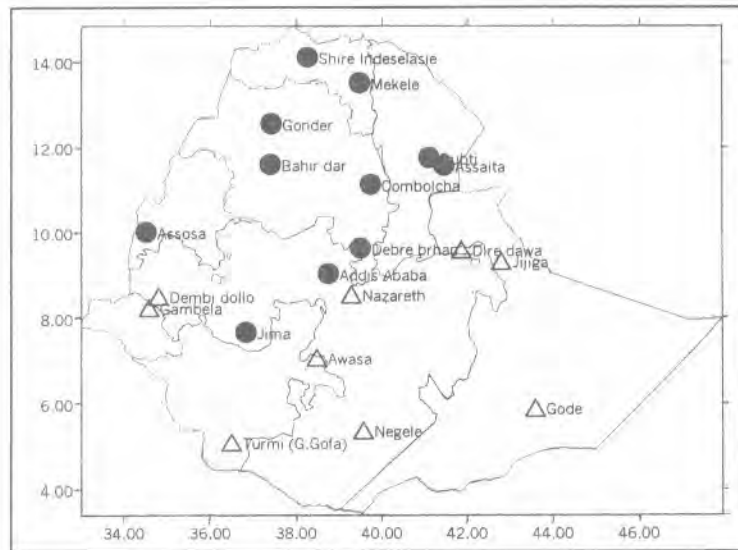 14.00
Shire Indeselasie
Mekele
Gonder
12.00
Bahir dar
Assaita
Combolcha
10.00
Assosa
Debre brhan
Dire dawa
Jijiga
Addis Ababa
Dembi dollo
Nazareth
Gambela
8.00
Jima
Awasa
6.00
Gode
Negele
Turmi (G.Gofa)
4.00
34.00 36.00 38.00 40.00 42.00 44.00 46.00